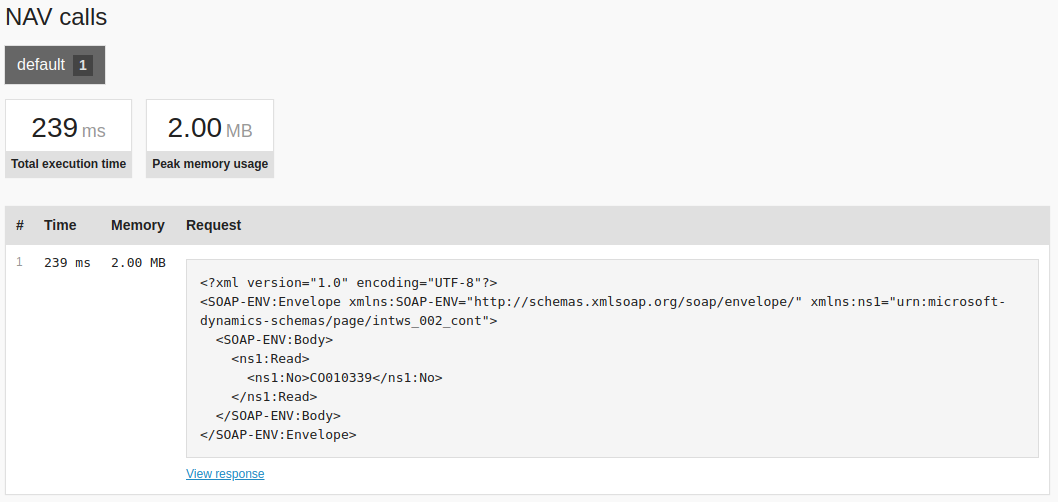 NAV calls
default 1
239 ms
2.00 MB
Total execution time
Peak memory usage
# Time Memory Request
1 239 ms 2.00 MB
<?xml version="1.0" encoding="UTF-8"?>
<SOAP-ENV:Envelope xmlns:SOAP-ENV="http://schemas.xmlsoap.org/soap/envelope/" xmlns:ns1="urn:microsoft-
dynamics-schemas/page/intws_002_cont">
  <SOAP-ENV:Body>
    <ns1:Read>
      <ns1:No>CO010339</ns1:No>
    </ns1:Read>
  </SOAP-ENV:Body>
</SOAP-ENV:Envelope>
View response